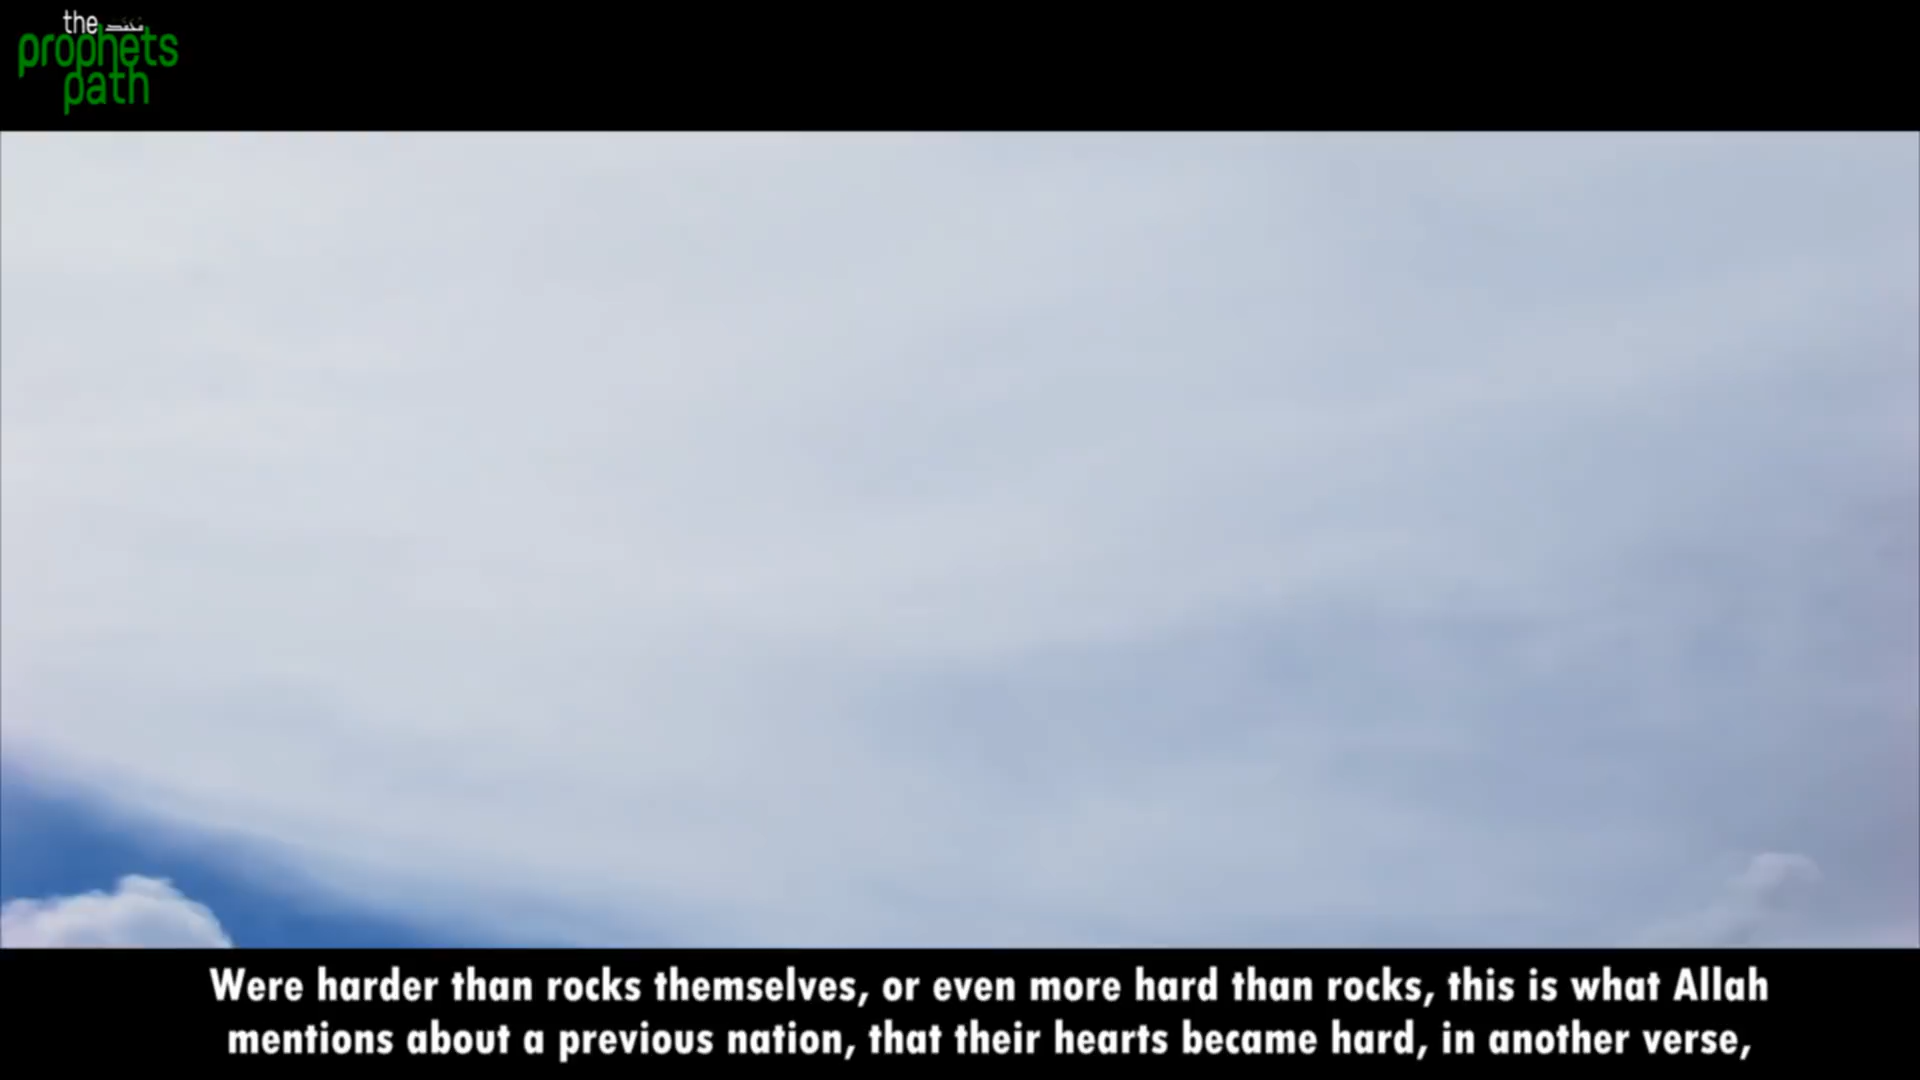 the محمد
prophets
path
Were harder than rocks themselves, or even more hard than rocks, this is what Allah
mentions about a previous nation, that their hearts became hard, in another verse,